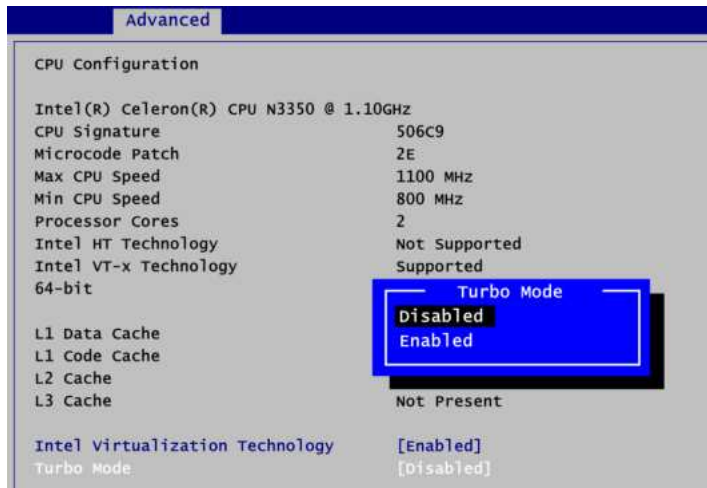 Advanced
CPU Configuration
Intel(R) Celeron(R) CPU N3350 @ 1.10GHz
CPU Signature 506C9
Microcode Patch 2E
Max CPU Speed 1100 MHz
Min CPU Speed 800 MHz
Processor Cores 2
Intel HT Technology Not Supported
Intel VT-x Technology Supported
64-bit
Turbo Mode
Disabled
Enabled
L1 Data Cache
L1 Code Cache
L2 Cache
L3 Cache Not Present
Intel Virtualization Technology [Enabled]
Turbo Mode [Disabled]